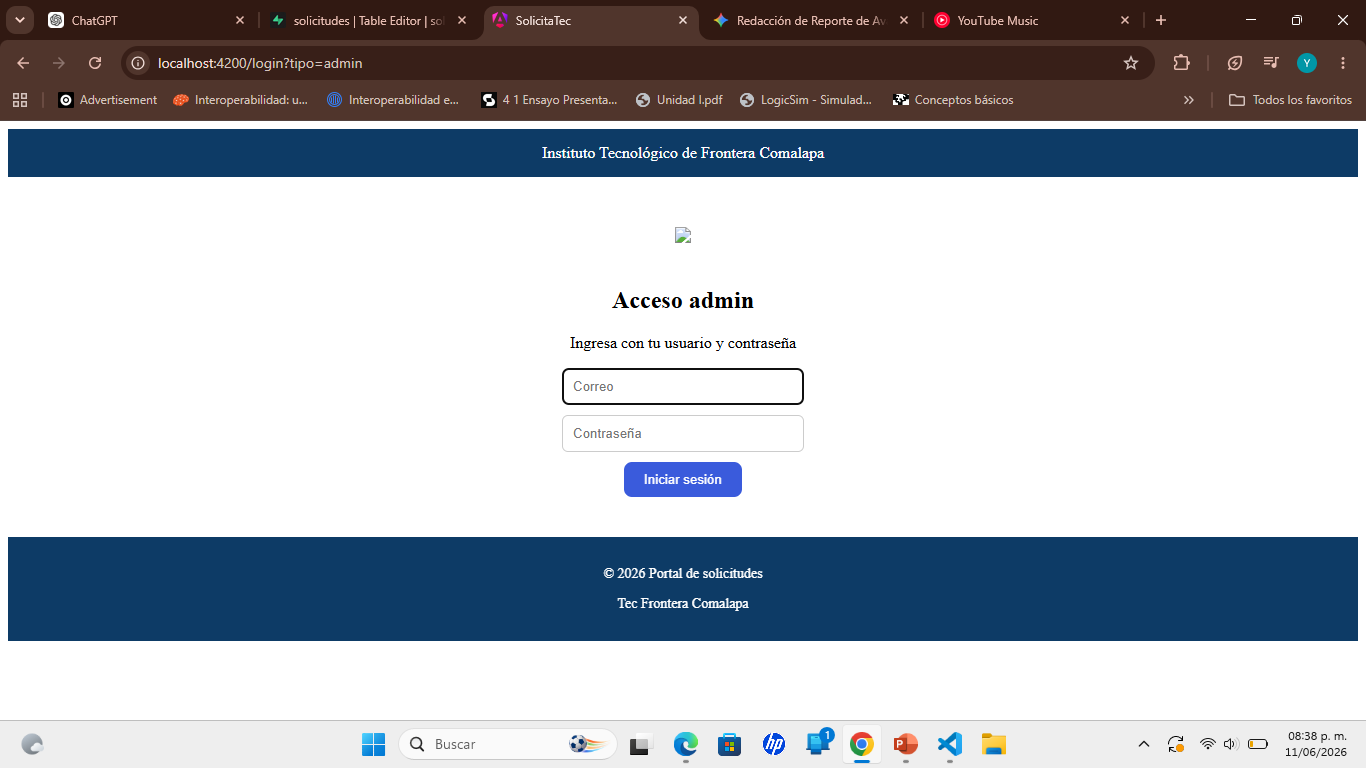 ChatGPT
solicitudes | Table Editor | sol
SolicitaTec
Redacción de Reporte de Av
YouTube Music
localhost:4200/login?tipo=admin
Y
Advertisement
Interoperabilidad: u...
Interoperabilidad e...
4 1 Ensayo Presenta...
Unidad I.pdf
LogicSim - Simulad...
Conceptos básicos
Todos los favoritos
Instituto Tecnológico de Frontera Comalapa
Acceso admin
Ingresa con tu usuario y contraseña
Correo
Contraseña
Iniciar sesión
© 2026 Portal de solicitudes
Tec Frontera Comalapa
Buscar
hp
1
P
08:38 p. m.
11/06/2026